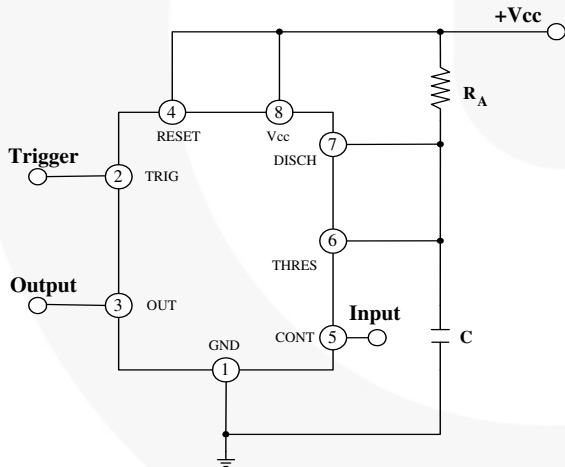 +Vcc
4
8
R_A
RESET
Vcc
7
DISCH
Trigger
2
TRIG
6
THRES
Output
3
OUT
Input
GND
CONT
5
C
1